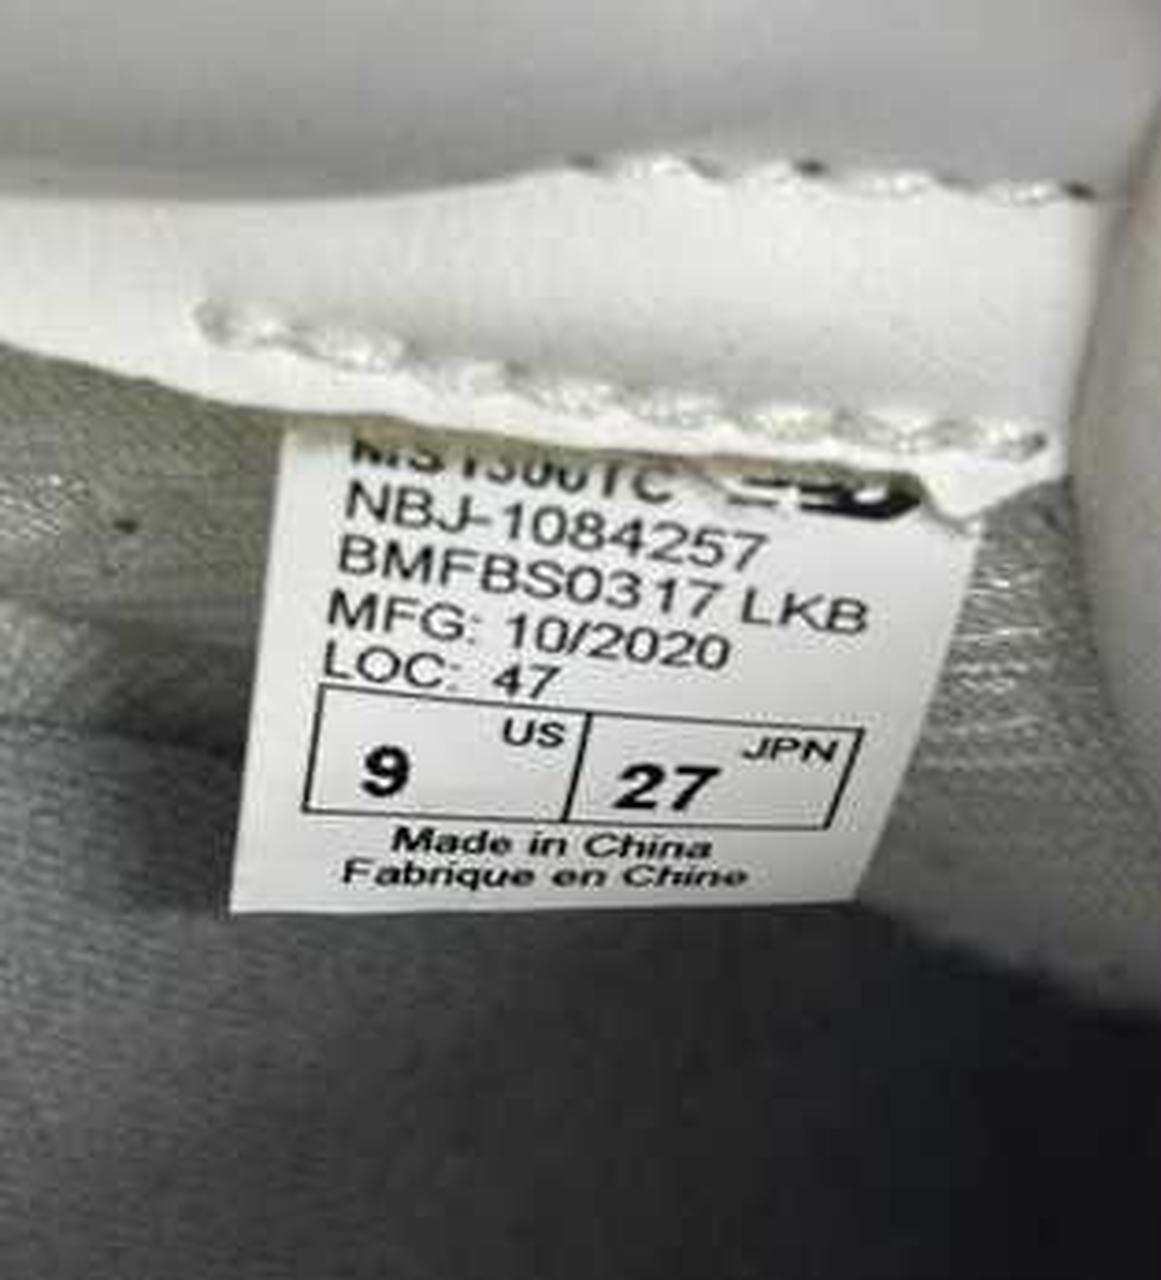 NBJ-1084257
BMFBS0317 LKB
MFG: 10/2020
LOC: 47
9 US 27 JPN
Made in China
Fabrique en Chine